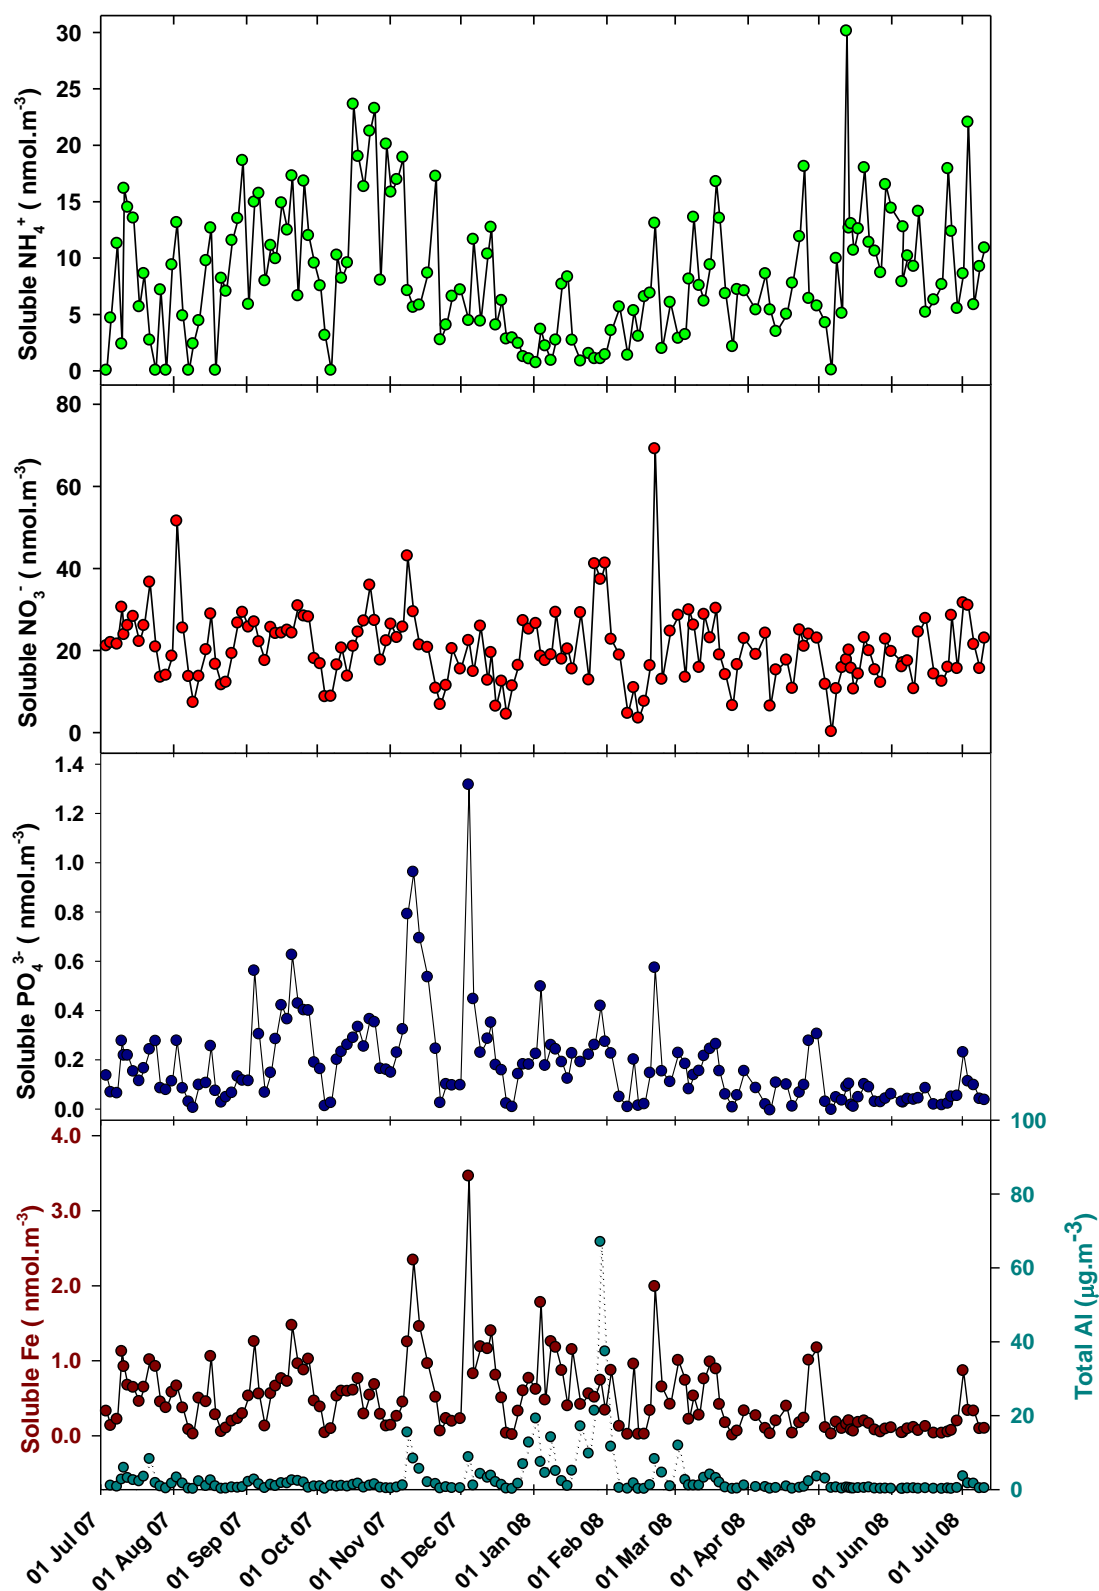 Soluble NH₄⁺ ( nmol.m⁻³)
30
25
20
15
10
5
0
Soluble NO₃⁻ ( nmol.m⁻³)
80
60
40
20
0
Soluble PO₄³⁻ ( nmol.m⁻³)
1.4
1.2
1.0
0.8
0.6
0.4
0.2
0.0
Soluble Fe ( nmol.m⁻³)
4.0
3.0
2.0
1.0
0.0
100
80
60
40
20
0
Total Al (µg.m⁻³)
01 Jul 07
01 Aug 07
01 Sep 07
01 Oct 07
01 Nov 07
01 Dec 07
01 Jan 08
01 Feb 08
01 Mar 08
01 Apr 08
01 May 08
01 Jun 08
01 Jul 08